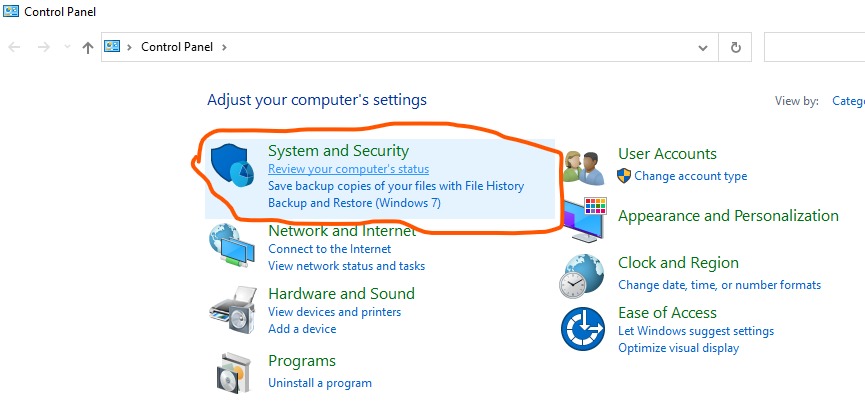 Control Panel
Control Panel
Adjust your computer's settings
View by:
System and Security
Review your computer's status
Save backup copies of your files with File History
Backup and Restore (Windows 7)
Network and Internet
Connect to the Internet
View network status and tasks
Hardware and Sound
View devices and printers
Add a device
Programs
Uninstall a program
User Accounts
Change account type
Appearance and Personalization
Clock and Region
Change date, time, or number formats
Ease of Access
Let Windows suggest settings
Optimize visual display